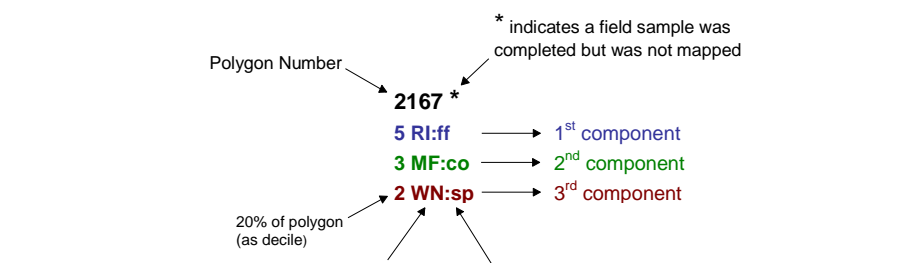 * indicates a field sample was
completed but was not mapped
Polygon Number
2167 *
5 RI:ff
1st component
3 MF:co
2nd component
2 WN:sp
3rd component
20% of polygon
(as decile)